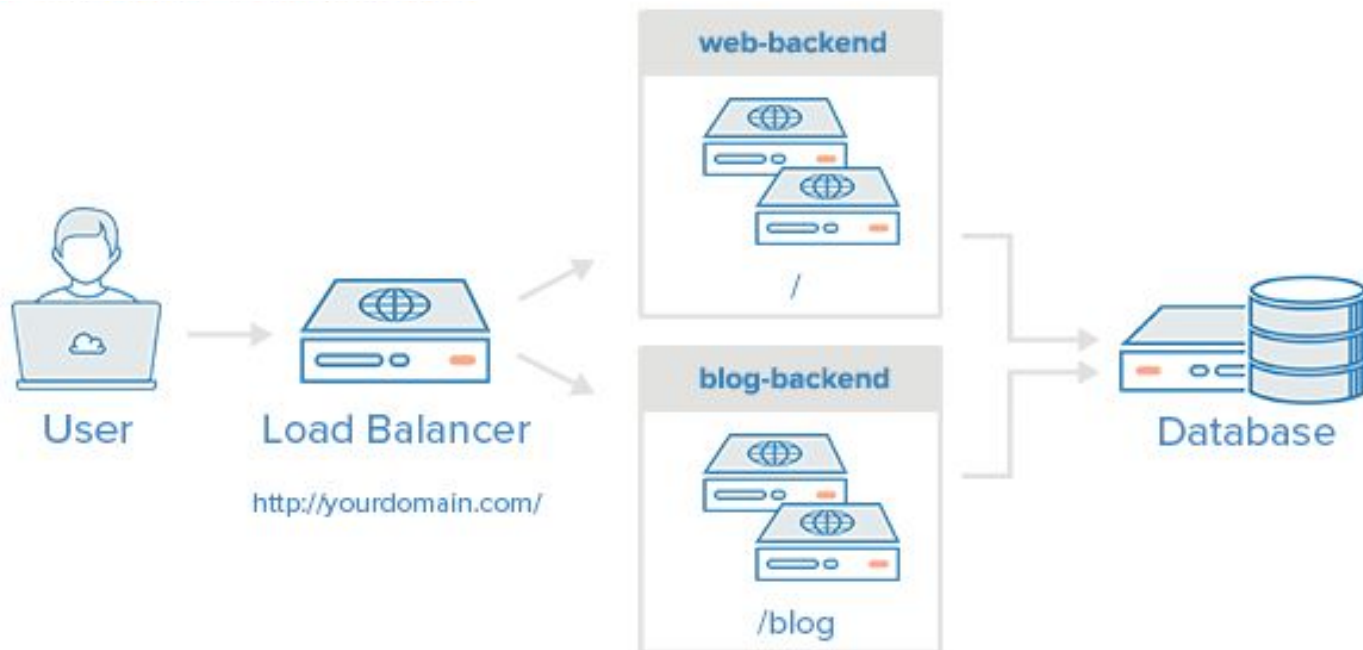 web-backend
/
User
Load Balancer
http://yourdomain.com/
blog-backend
/blog
Database